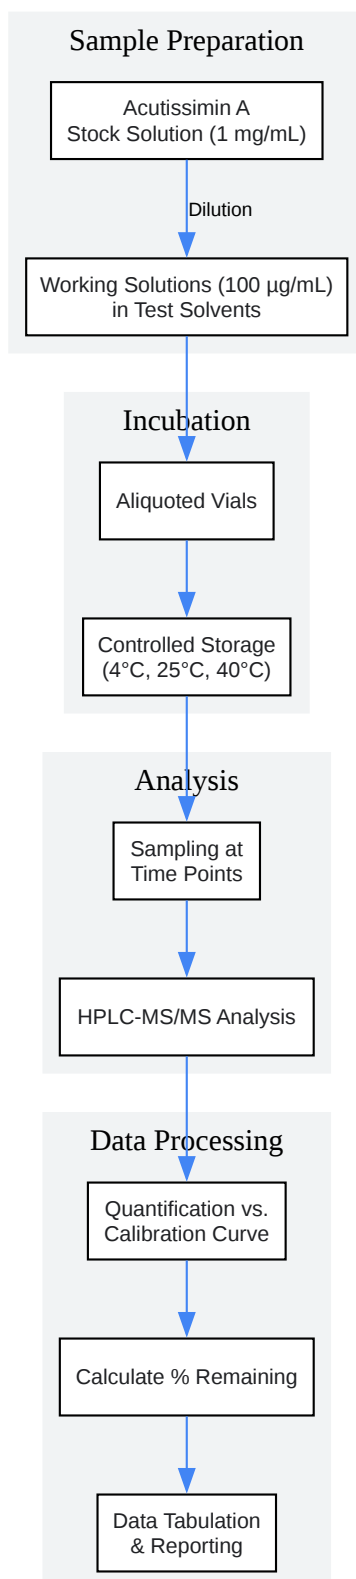 Sample Preparation
Acutissimin A
Stock Solution (1 mg/mL)
Dilution
Working Solutions (100 µg/mL)
in Test Solvents
Incubation
Aliquoted Vials
Controlled Storage
(4°C, 25°C, 40°C)
Analysis
Sampling at
Time Points
HPLC-MS/MS Analysis
Data Processing
Quantification vs.
Calibration Curve
Calculate % Remaining
Data Tabulation
& Reporting